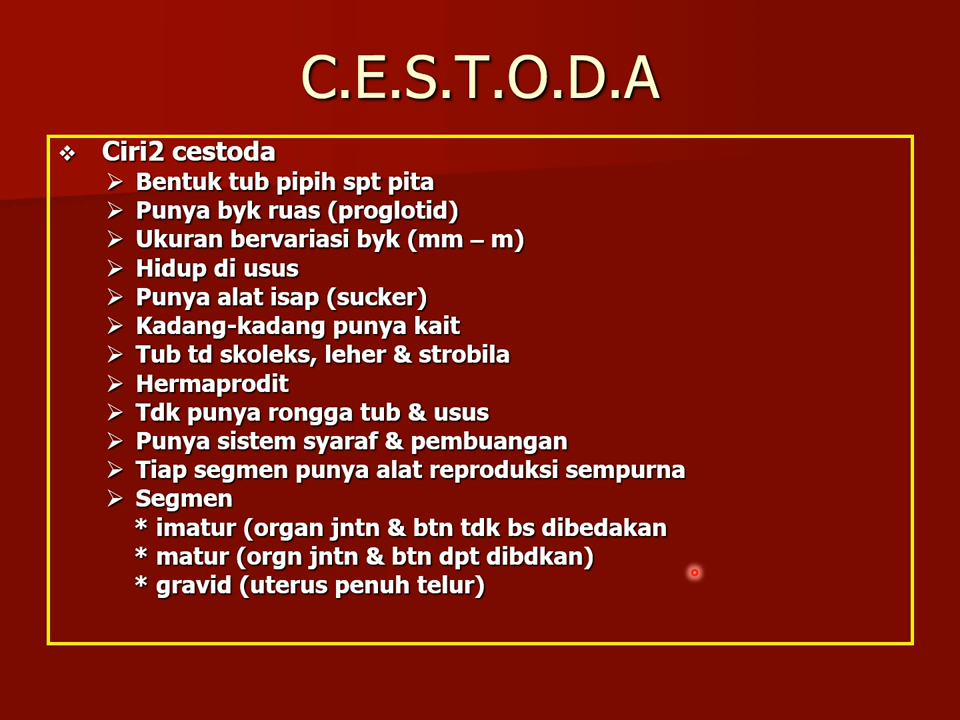 C.E.S.T.O.D.A
Ciri2 cestoda
Bentuk tub pipih spt pita
Punya byk ruas (proglotid)
Ukuran bervariasi byk (mm – m)
Hidup di usus
Punya alat isap (sucker)
Kadang-kadang punya kait
Tub td skoleks, leher & strobila
Hermaprodit
Tdk punya rongga tub & usus
Punya sistem syaraf & pembuangan
Tiap segmen punya alat reproduksi sempurna
Segmen
* imatur (organ jntn & btn tdk bs dibedakan
* matur (orgn jntn & btn dpt dibdkan)
* gravid (uterus penuh telur)